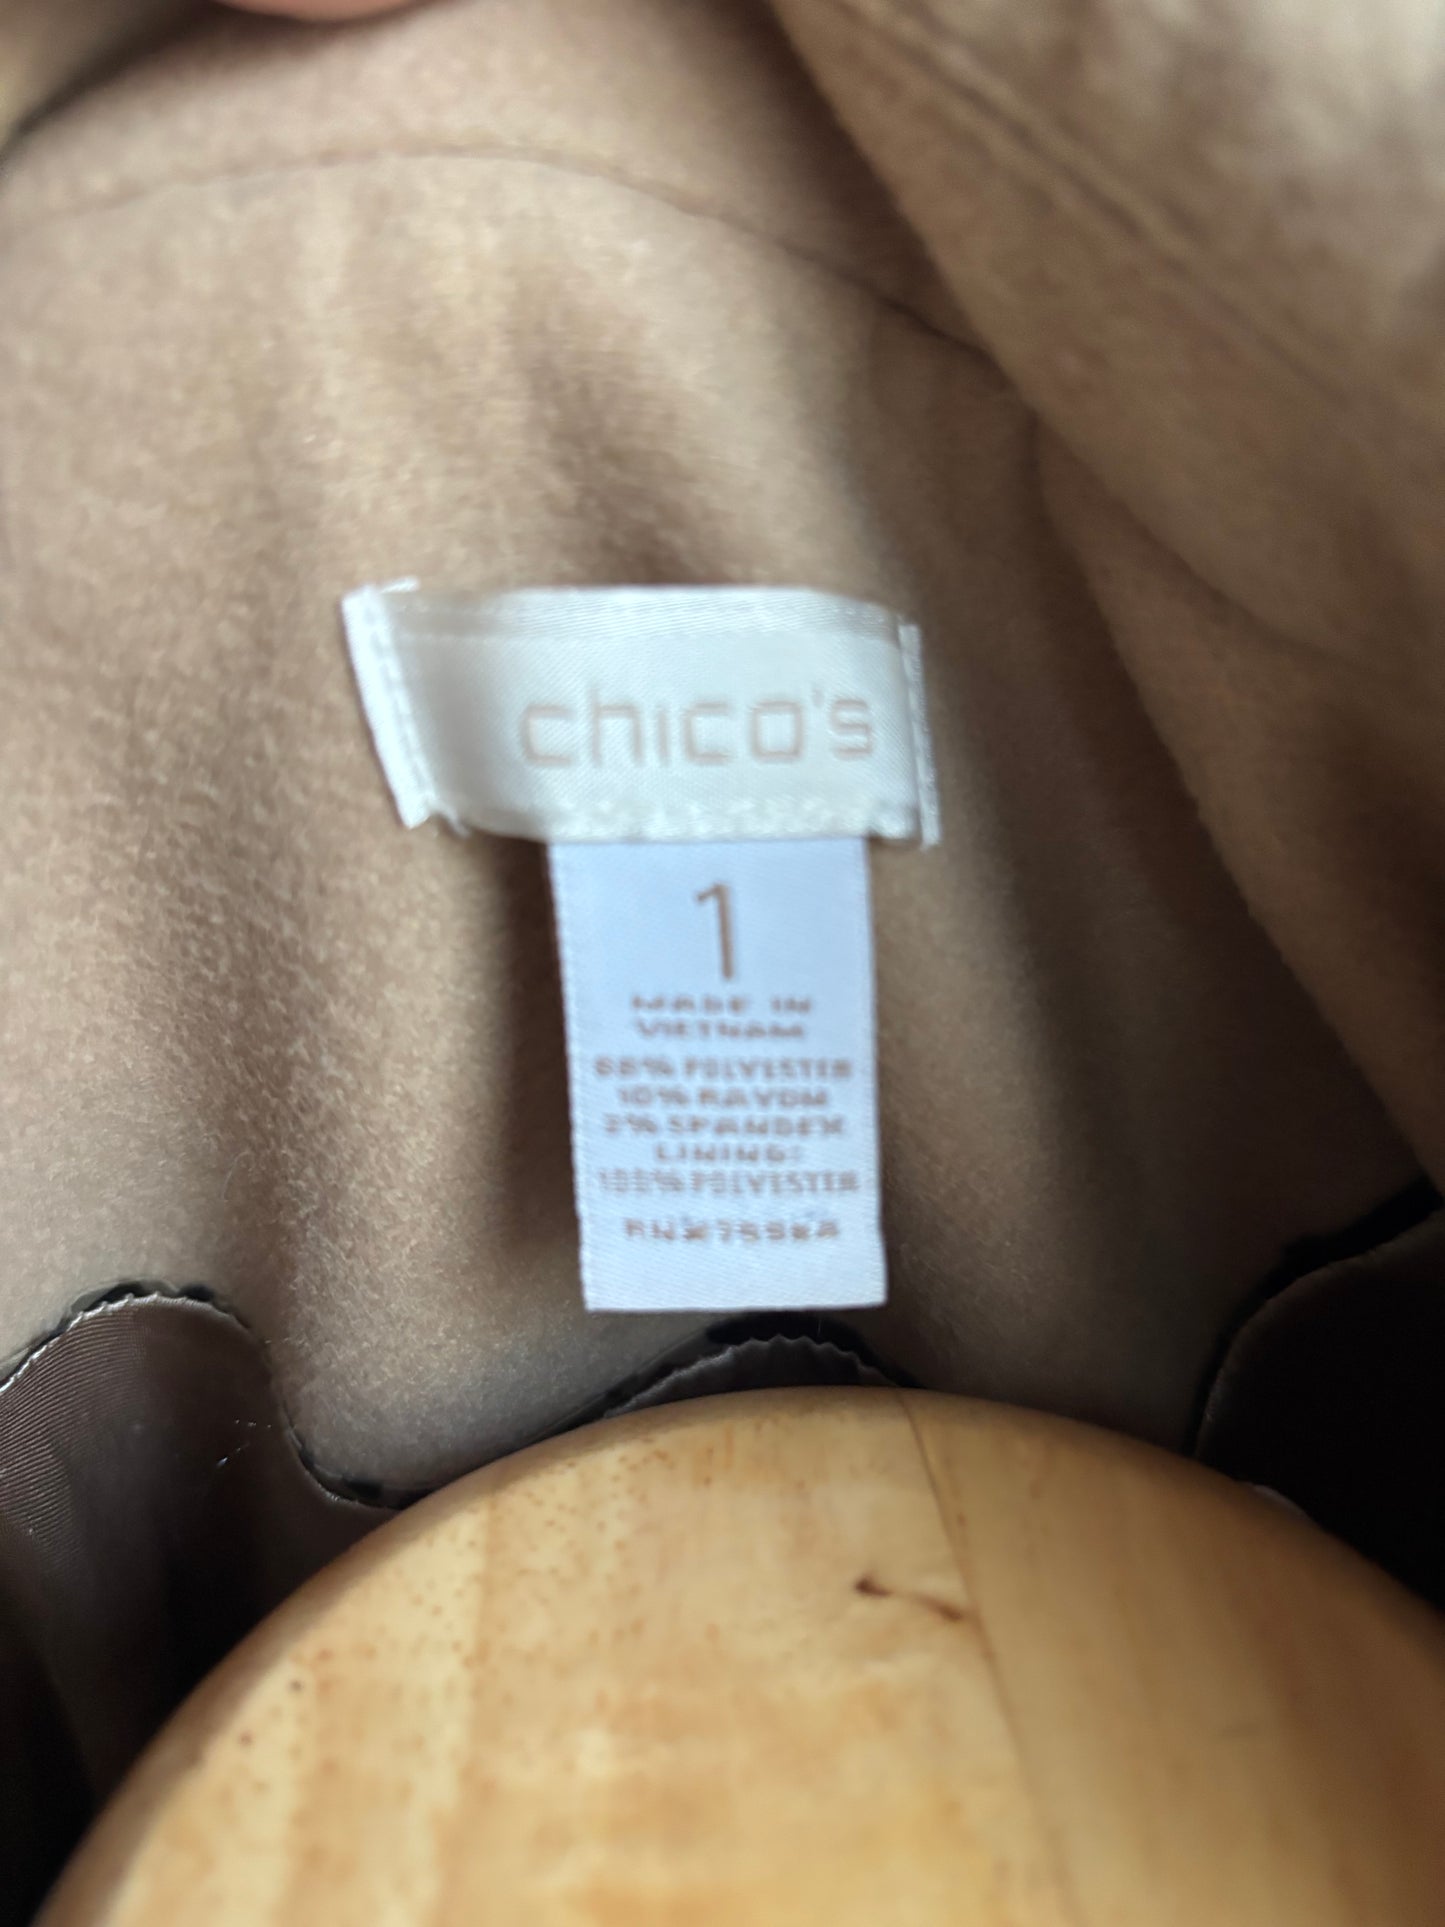 chico's
1
MADE IN
VIETNAM
88% POLYESTER
10% RAYON
2% SPANDEX
LINING:
100% POLYESTER